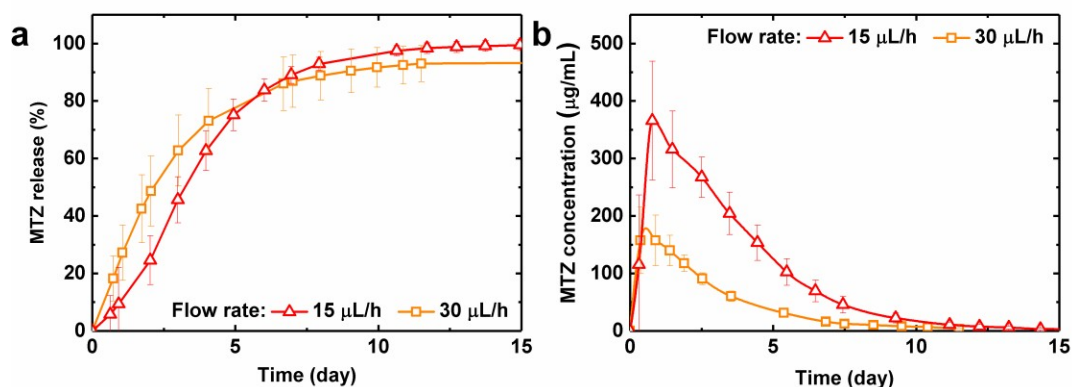 a
MTZ release (%)
100
80
60
40
20
0
Flow rate: 15 μL/h 30 μL/h
0 5 10 15
Time (day)
b
MTZ concentration (μg/mL)
500
400
300
200
100
0
Flow rate: 15 μL/h 30 μL/h
0 5 10 15
Time (day)